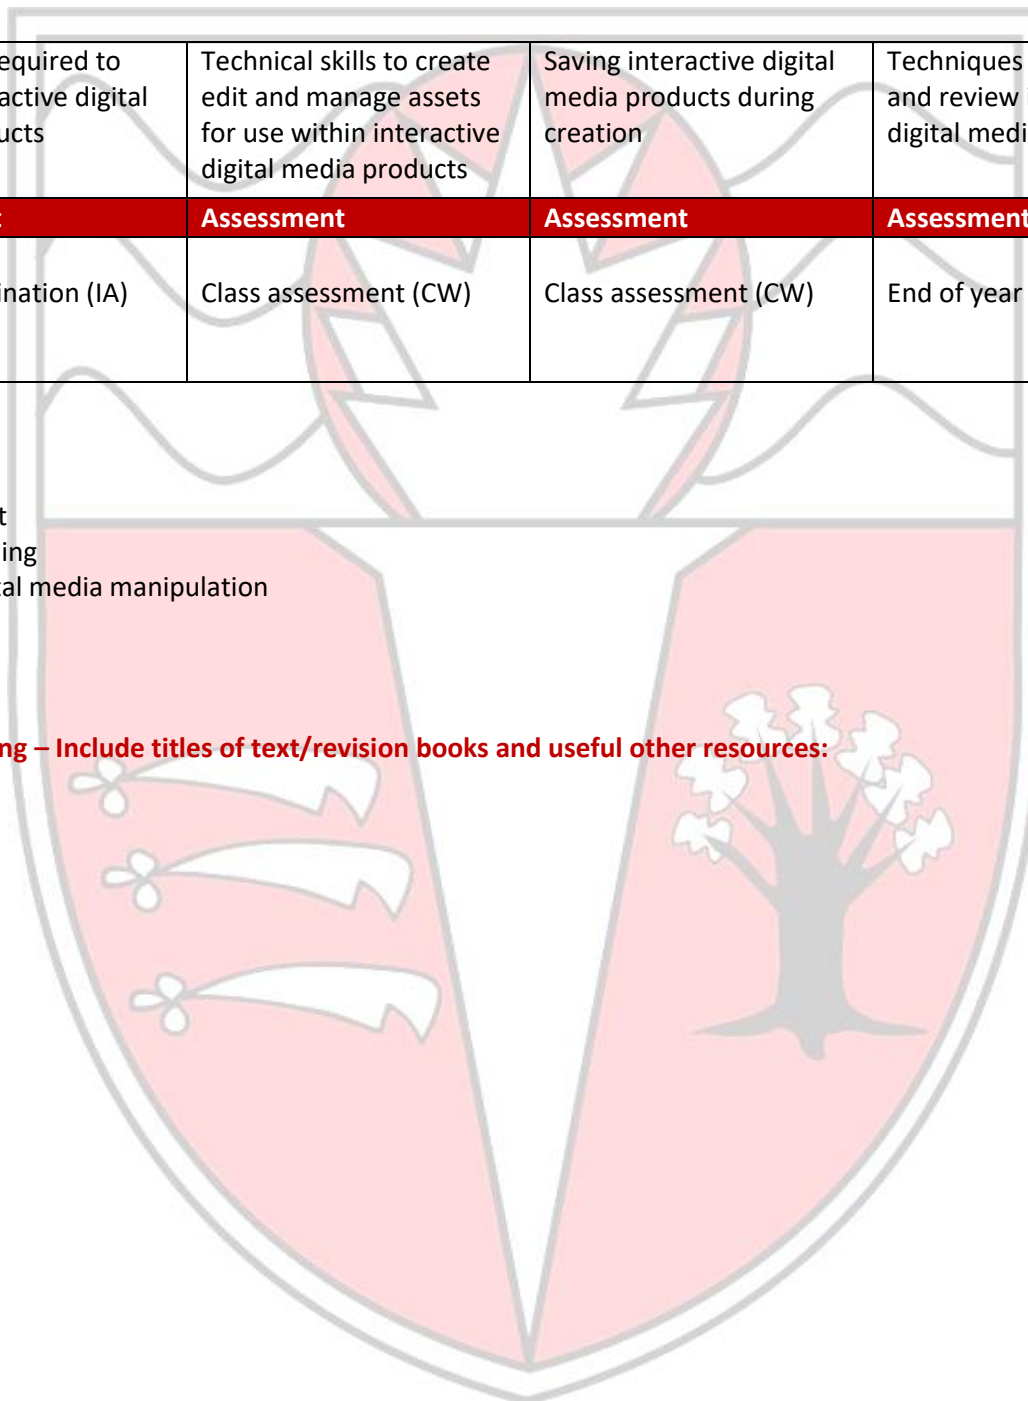 equired to
active digital
ucts
Technical skills to create
edit and manage assets
for use within interactive
digital media products
Saving interactive digital
media products during
creation
Techniques
and review i
digital medi
t
Assessment
Assessment
Assessment
ination (IA)
Class assessment (CW)
Class assessment (CW)
End of year
t
ing
tal media manipulation
ng – Include titles of text/revision books and useful other resources: